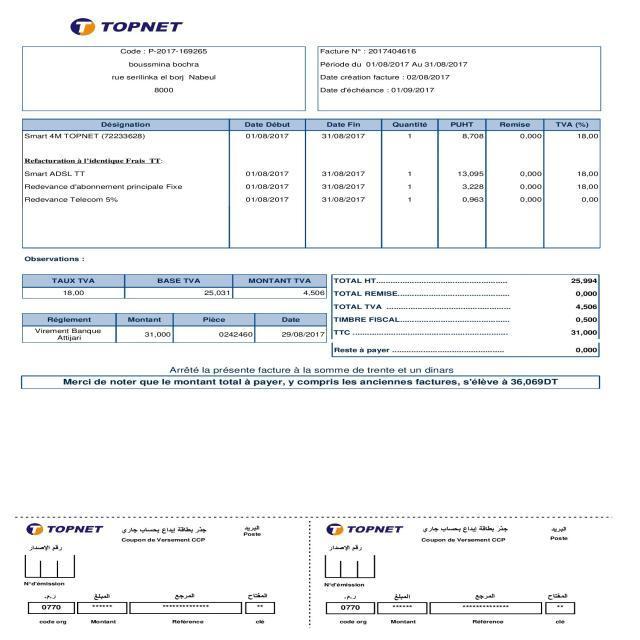 TOPNET
Code : P-2017-169265
boussmina bochra
rue serilinka el borj Nabeul
8000
Facture N° : 2017404616
Période du 01/08/2017 Au 31/08/2017
Date création facture : 02/08/2017
Date d'échéance : 01/09/2017
Désignation Date Début Date Fin Quantité PUHT Remise TVA (%)
Smart 4M TOPNET (72233628) 01/08/2017 31/08/2017 1 8,708 0,000 18,00
Refacturation à l'identique Frais TT:
Smart ADSL TT 01/08/2017 31/08/2017 1 13,095 0,000 18,00
Redevance d'abonnement principale Fixe 01/08/2017 31/08/2017 1 3,228 0,000 18,00
Redevance Telecom 5% 01/08/2017 31/08/2017 1 0,963 0,000 0,00
Observations :
TAUX TVA BASE TVA MONTANT TVA
18,00 25,031 4,506
Réglement Montant Pièce Date
Virement Banque Attijari 31,000 0242460 29/08/2017
TOTAL HT 25,994
TOTAL REMISE 0,000
TOTAL TVA 4,506
TIMBRE FISCAL 0,500
TTC 31,000
Reste à payer 0,000
Arrêté la présente facture à la somme de trente et un dinars
Merci de noter que le montant total à payer, y compris les anciennes factures, s'élève à 36,069DT
TOPNET جذر بطاقة إيداع بحساب جاري البريد
Coupon de Versement CCP Poste
رقم الإصدار
N°d'émission
ر.م. المبلغ المرجع المفتاح
0770 ****** ************** **
code org Montant Référence clé
TOPNET جذر بطاقة إيداع بحساب جاري البريد
Coupon de Versement CCP Poste
رقم الإصدار
N°d'émission
ر.م. المبلغ المرجع المفتاح
0770 ****** ************** **
code org Montant Référence clé